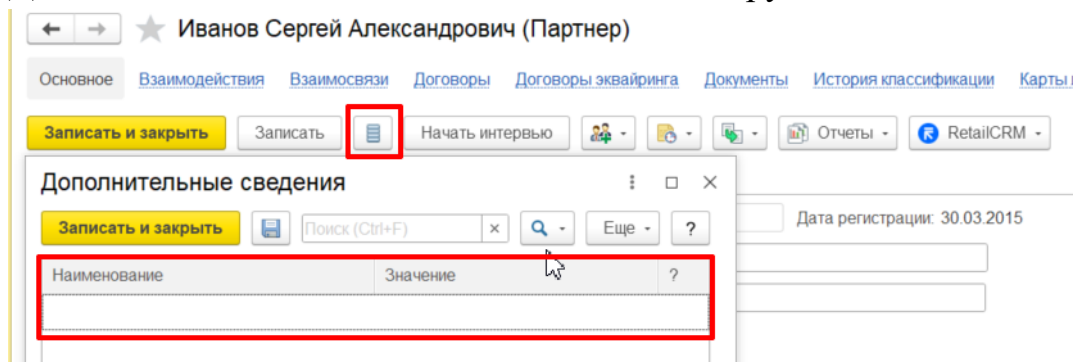 Иванов Сергей Александрович (Партнер)
Основное Взаимодействия Взаимосвязи Договоры Договоры эквайринга Документы История классификации Карты
Записать и закрыть Записать Начать интервью Отчеты RetailCRM
Дополнительные сведения
Записать и закрыть Поиск (Ctrl+F) × Еще ? Дата регистрации: 30.03.2015
Наименование Значение ?